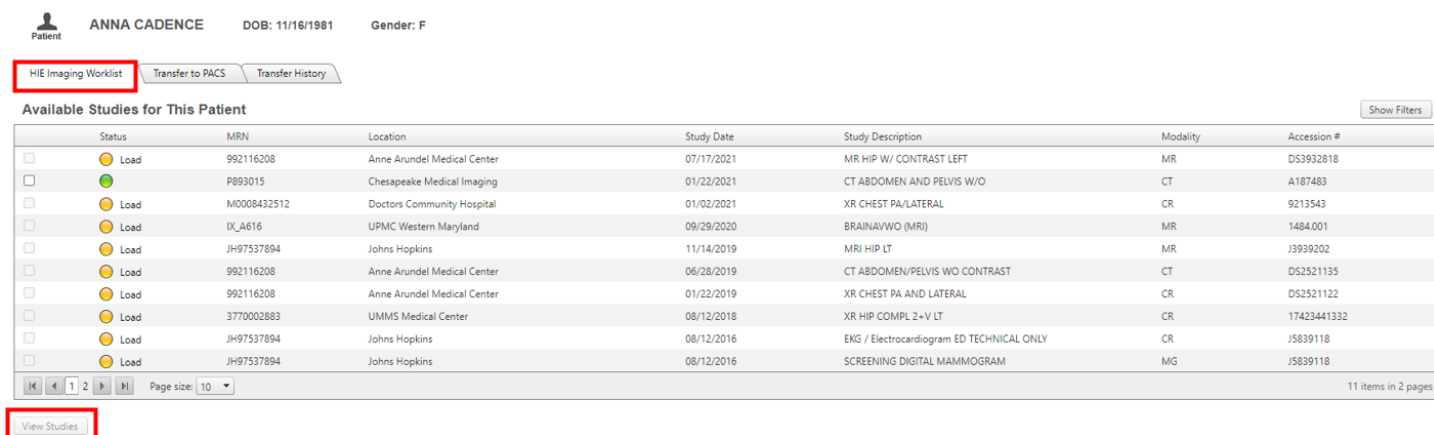 ANNA CADENCE DOB: 11/16/1981 Gender: F
Patient
HIE Imaging Worklist Transfer to PACS Transfer History
Available Studies for This Patient Show Filters
Status MRN Location Study Date Study Description Modality Accession #
Load 992116208 Anne Arundel Medical Center 07/17/2021 MR HIP W/ CONTRAST LEFT MR DS3932818
P893015 Chesapeake Medical Imaging 01/22/2021 CT ABDOMEN AND PELVIS W/O CT A187483
Load M0008432512 Doctors Community Hospital 01/02/2021 XR CHEST PA/LATERAL CR 9213543
Load IX_A616 UPMC Western Maryland 09/29/2020 BRAINAVWO (MRI) MR 1484.001
Load JH97537894 Johns Hopkins 11/14/2019 MRI HIP LT MR J3939202
Load 992116208 Anne Arundel Medical Center 06/28/2019 CT ABDOMEN/PELVIS WO CONTRAST CT DS2521135
Load 992116208 Anne Arundel Medical Center 01/22/2019 XR CHEST PA AND LATERAL CR DS2521122
Load 3770002883 UMMS Medical Center 08/12/2018 XR HIP COMPL 2+V LT CR 17423441332
Load JH97537894 Johns Hopkins 08/12/2016 EKG / Electrocardiogram ED TECHNICAL ONLY CR J5839118
Load JH97537894 Johns Hopkins 08/12/2016 SCREENING DIGITAL MAMMOGRAM MG J5839118
1 2 Page size: 10 11 items in 2 pages
View Studies